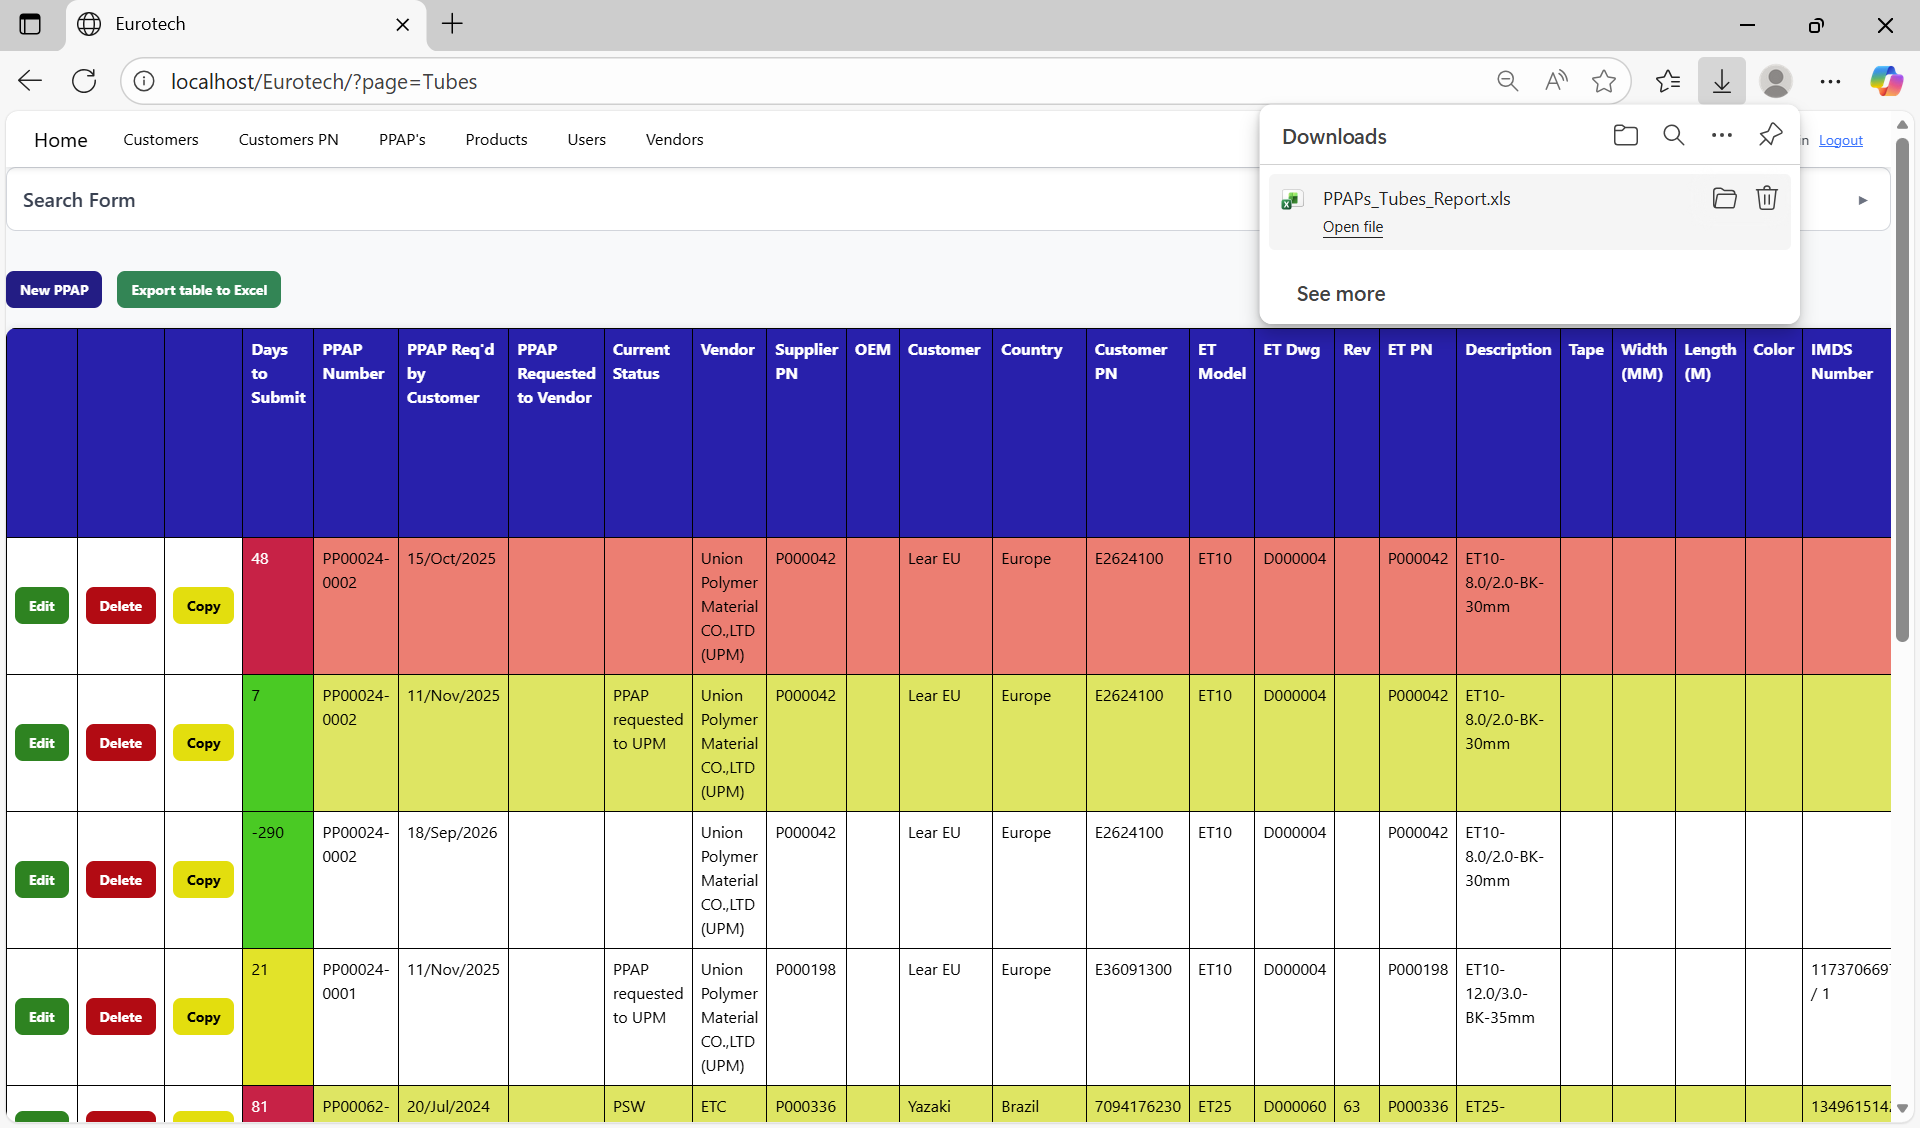 Eurotech
localhost/Eurotech/?page=Tubes
Home Customers Customers PN PPAP's Products Users Vendors Logout
Downloads
PPAPs_Tubes_Report.xls
Open file
See more
Search Form
New PPAP Export table to Excel
Days to Submit PPAP Number PPAP Req'd by Customer PPAP Requested to Vendor Current Status Vendor Supplier PN OEM Customer Country Customer PN ET Model ET Dwg Rev ET PN Description Tape Width (MM) Length (M) Color IMDS Number
Edit Delete Copy 48 PP00024-0002 15/Oct/2025 Union Polymer Material CO.,LTD (UPM) P000042 Lear EU Europe E2624100 ET10 D000004 P000042 ET10-8.0/2.0-BK-30mm
Edit Delete Copy 7 PP00024-0002 11/Nov/2025 PPAP requested to UPM Union Polymer Material CO.,LTD (UPM) P000042 Lear EU Europe E2624100 ET10 D000004 P000042 ET10-8.0/2.0-BK-30mm
Edit Delete Copy -290 PP00024-0002 18/Sep/2026 Union Polymer Material CO.,LTD (UPM) P000042 Lear EU Europe E2624100 ET10 D000004 P000042 ET10-8.0/2.0-BK-30mm
Edit Delete Copy 21 PP00024-0001 11/Nov/2025 PPAP requested to UPM Union Polymer Material CO.,LTD (UPM) P000198 Lear EU Europe E36091300 ET10 D000004 P000198 ET10-12.0/3.0-BK-35mm 117370669 / 1
81 PP00062- 20/Jul/2024 PSW ETC P000336 Yazaki Brazil 7094176230 ET25 D000060 63 P000336 ET25- 134961514